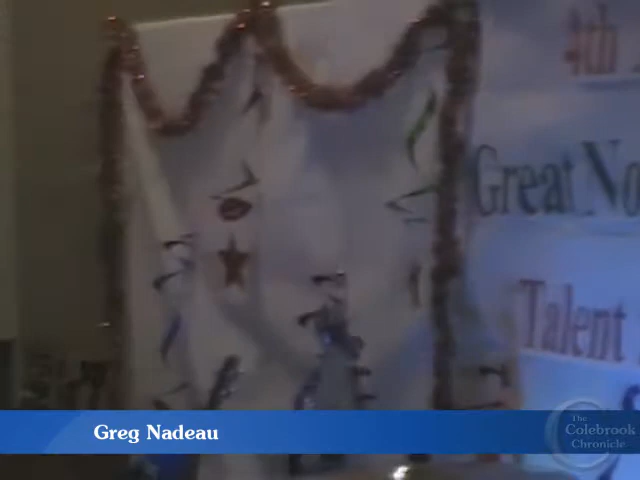 4th
Great No
Talent
Greg Nadeau
The
Colebrook
Chronicle